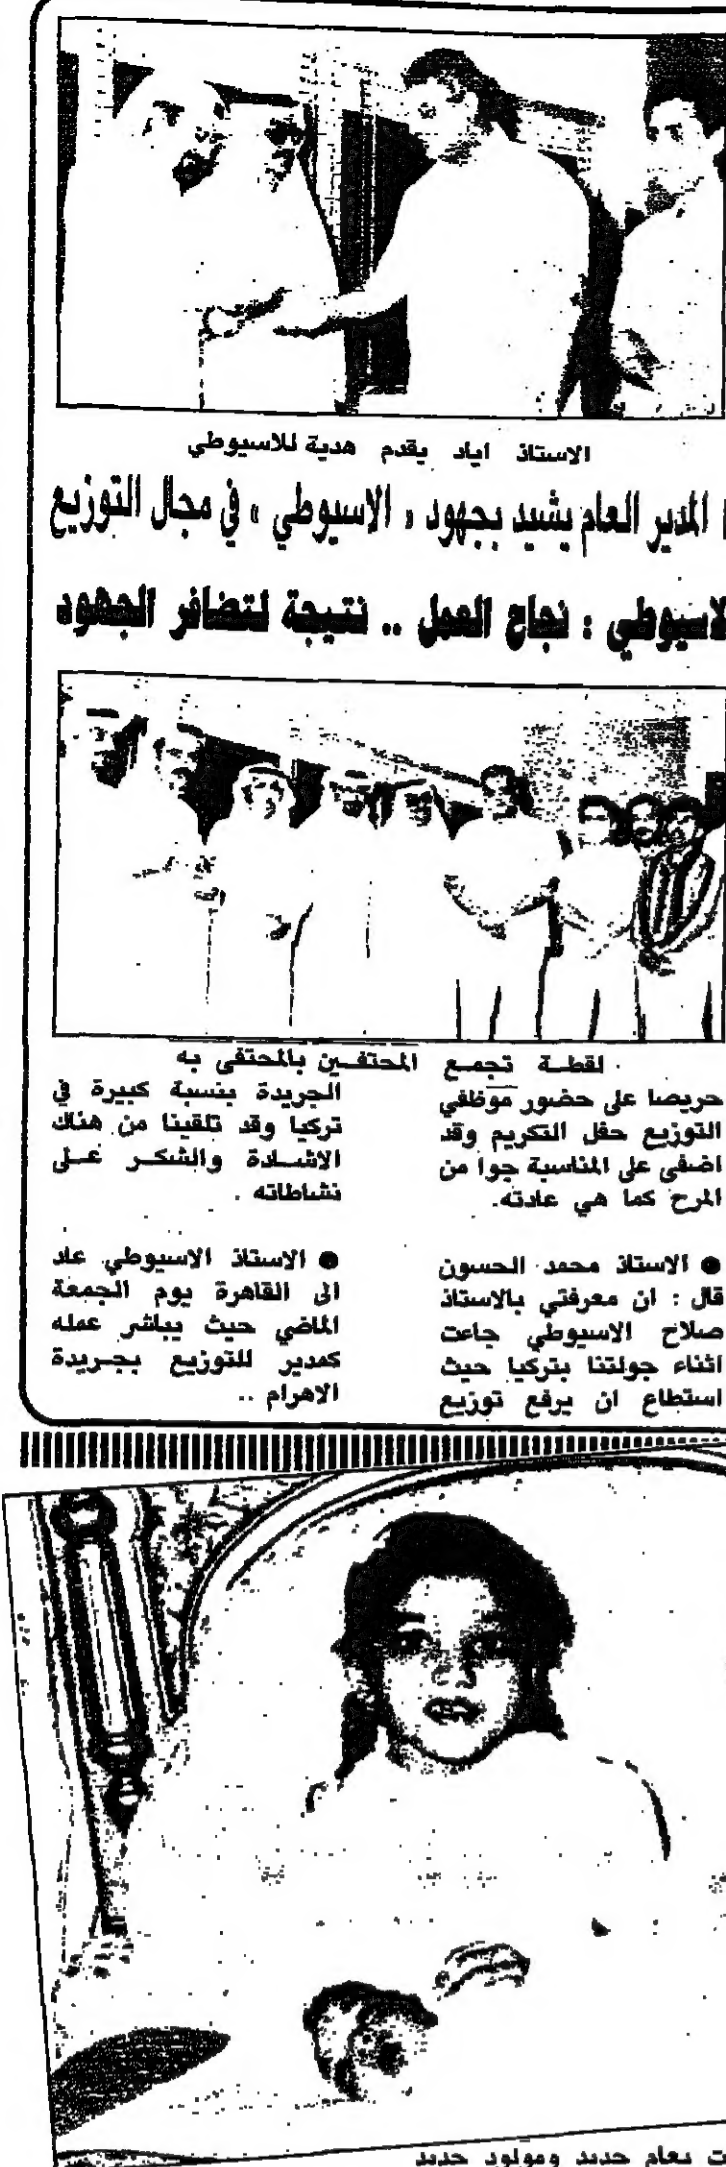 الاستاذ اياد يقدم هدية للاسيوطي
المدير العام يشيد بجهود « الاسيوطي » في مجال التوزيع
لاسيوطي : نجاح العمل .. نتيجة لتضافر الجهود
لقطة تجمع المحتفين بالمحتفى به
حريصا على حضور موظفي
التوزيع حفل التكريم وقد
اضفى على المناسبة جوا من
المرح كما هي عادته.
● الاستاذ محمد الحسون
قال : ان معرفتي بالاستاذ
صلاح الاسيوطي جاءت
اثناء جولتنا بتركيا حيث
استطاع ان يرفع توزيع
الجريدة بنسبة كبيرة في
تركيا وقد تلقينا من هناك
الاشادة والشكر على
نشاطاته .
● الاستاذ الاسيوطي عاد
الى القاهرة يوم الجمعة
الماضي حيث يباشر عمله
كمدير للتوزيع بجريدة
الاهرام ..
بعام جديد ومولود جديد